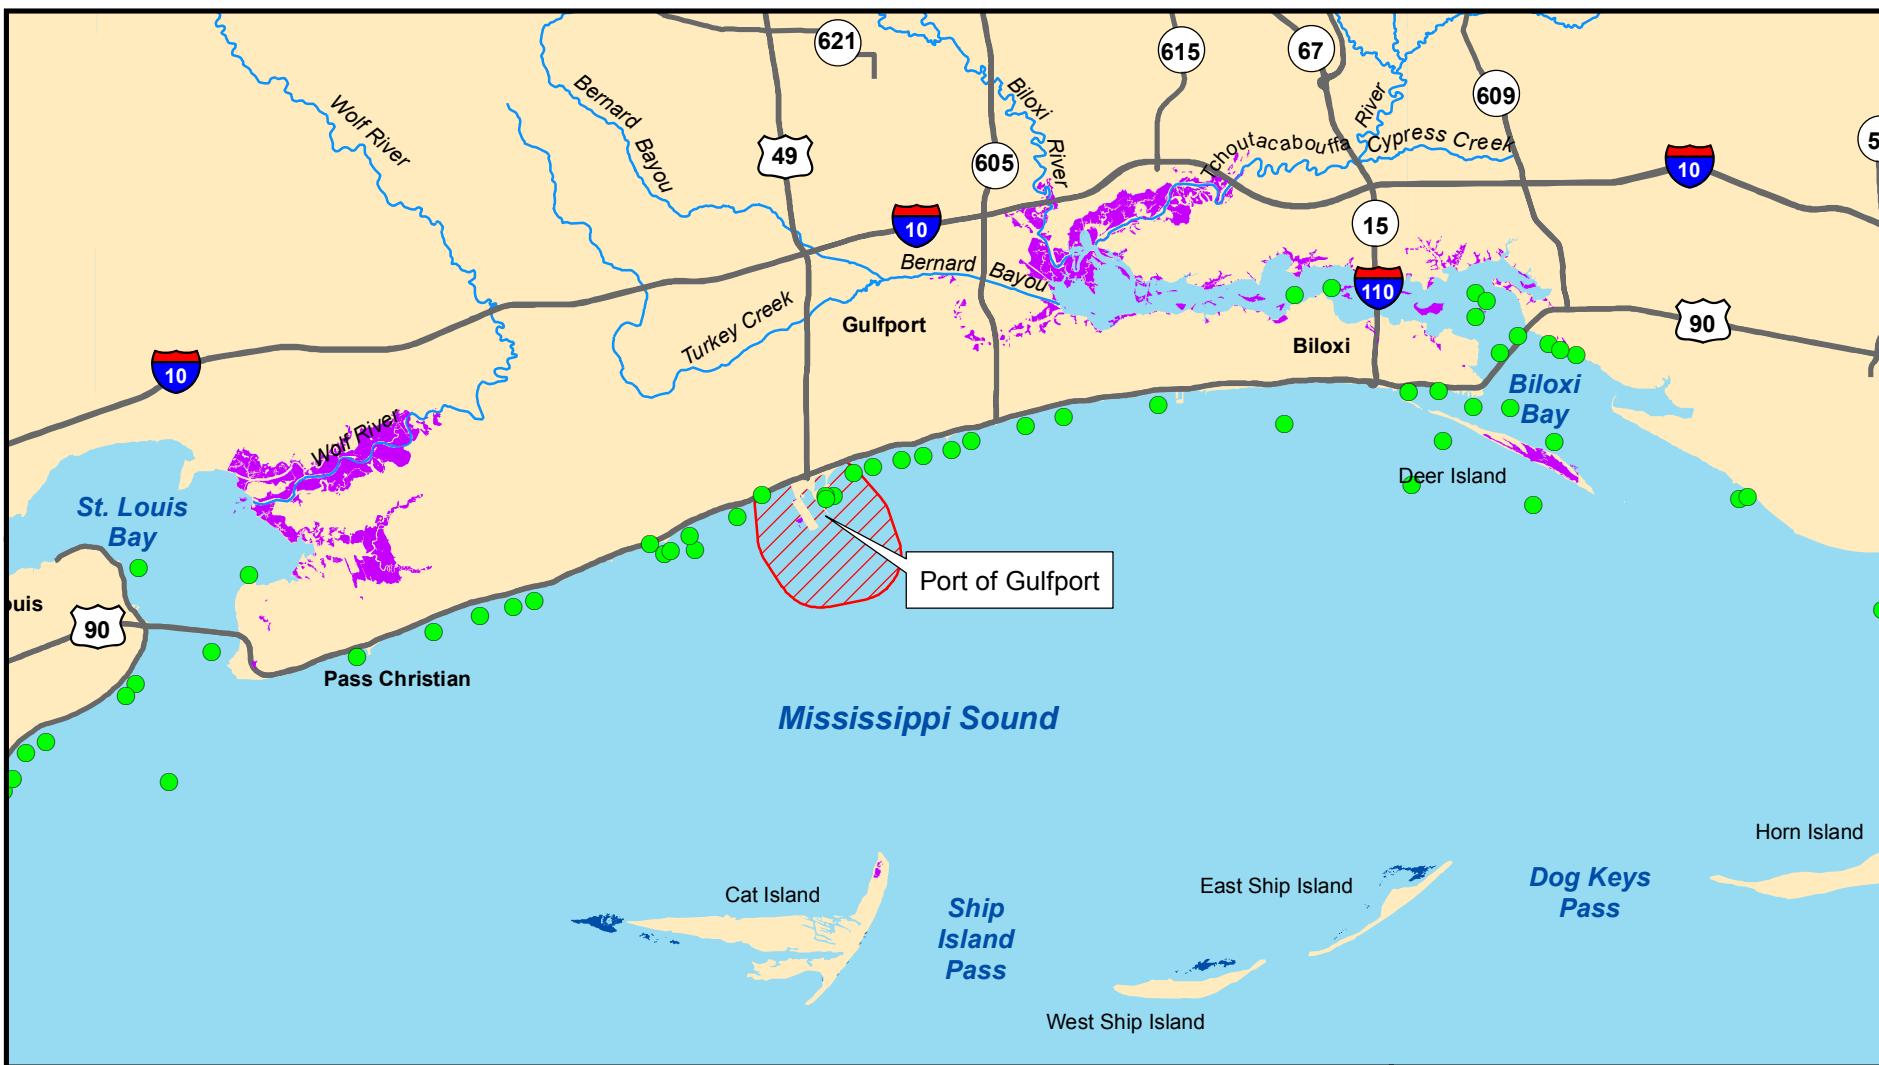 621
615
67
609
5
49
605
10
10
15
110
10
90
90
Wolf River
Bernard
Bayou
Biloxi
River
Tchoutacabouffa
River
Cypress Creek
Bernard
Bayou
Turkey Creek
Gulfport
Biloxi
Biloxi
Bay
Wolf River
Deer Island
St. Louis
Bay
Port of Gulfport
ouis
Pass Christian
Mississippi Sound
Horn Island
Cat Island
East Ship Island
Dog Keys
Pass
Ship
Island
Pass
West Ship Island